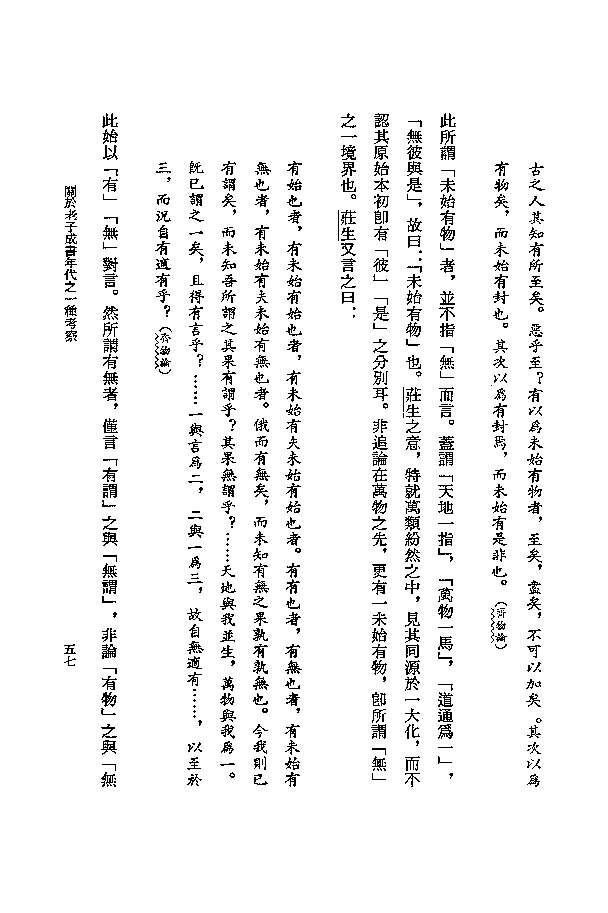 古之人其知有所至矣。惡乎至？有以爲未始有物者，至矣，盡矣，不可以加矣。其次以爲
有物矣，而未始有封也。其次以爲有封焉，而未始有是非也。（齊物論）
此所謂「未始有物」者，並不指「無」而言。蓋謂「天地一指」，「萬物一馬」，「道通爲一」，
「無彼與是」，故曰：「未始有物」也。莊生之意，特就萬類紛然之中，見其同源於一大化，而不
認其原始本初卽有「彼」「是」之分別耳。非追論在萬物之先，更有一未始有物，卽所謂「無」
之一境界也。莊生又言之曰：
有始也者，有未始有始也者，有未始有夫未始有始也者。有有也者，有無也者，有未始有
無也者，有未始有夫未始有無也者。俄而有無矣，而未知有無之果孰有孰無也。今我則已
有謂矣，而未知吾所謂之其果有謂乎？其果無謂乎？……天地與我並生，萬物與我爲一。
旣已謂之一矣，且得有言乎？……一與言爲二，二與一爲三，故自無適有……，以至於
三，而況自有適有乎？（齊物論）
此始以「有」「無」對言。然所謂有無者，僅言「有謂」之與「無謂」，非論「有物」之與「無
關於老子成書年代之一種考察
五七